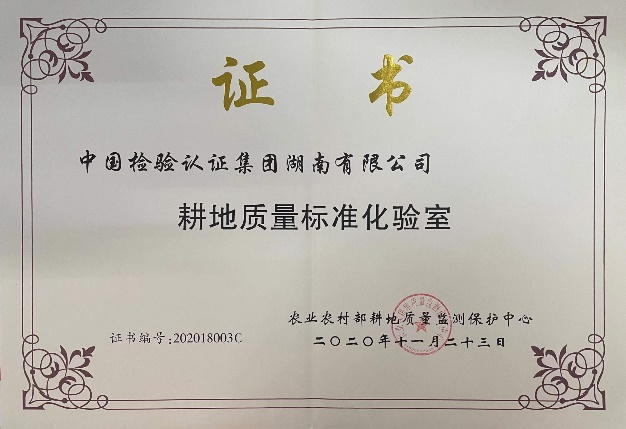 证书
中国检验认证集团湖南有限公司
耕地质量标准化验室
农业农村部耕地质量监测保护中心
证书编号:202018003C
二〇二〇年十一月二十三日